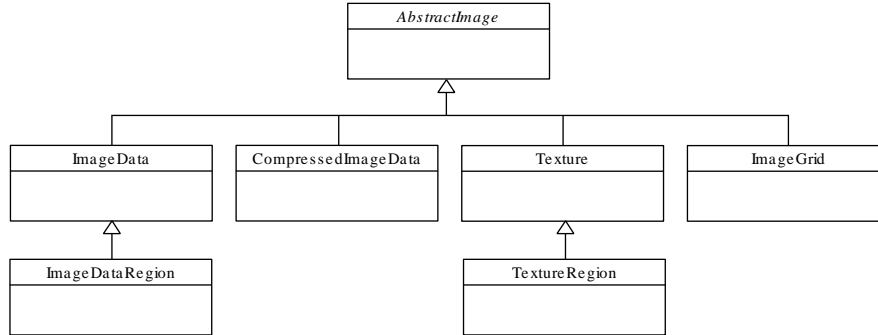 AbstractImage
ImageData
CompressedImageData
Texture
ImageGrid
ImageDataRegion
TextureRegion